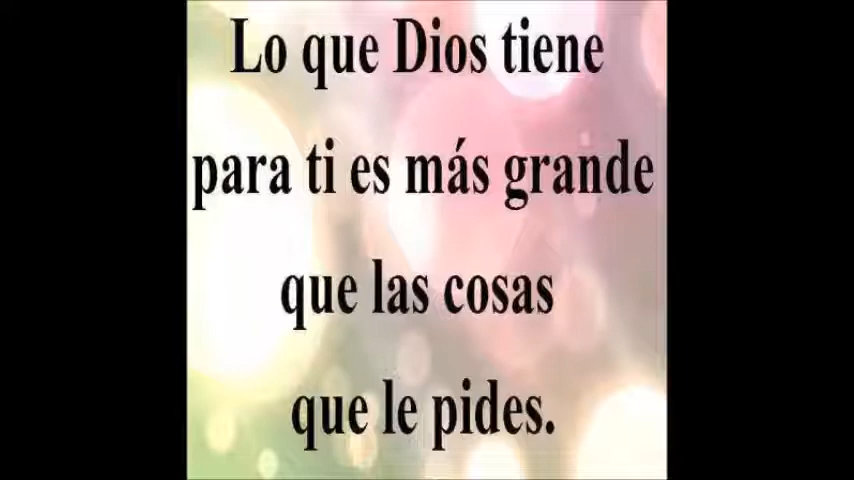 Lo que Dios tiene
para ti es más grande
que las cosas
que le pides.